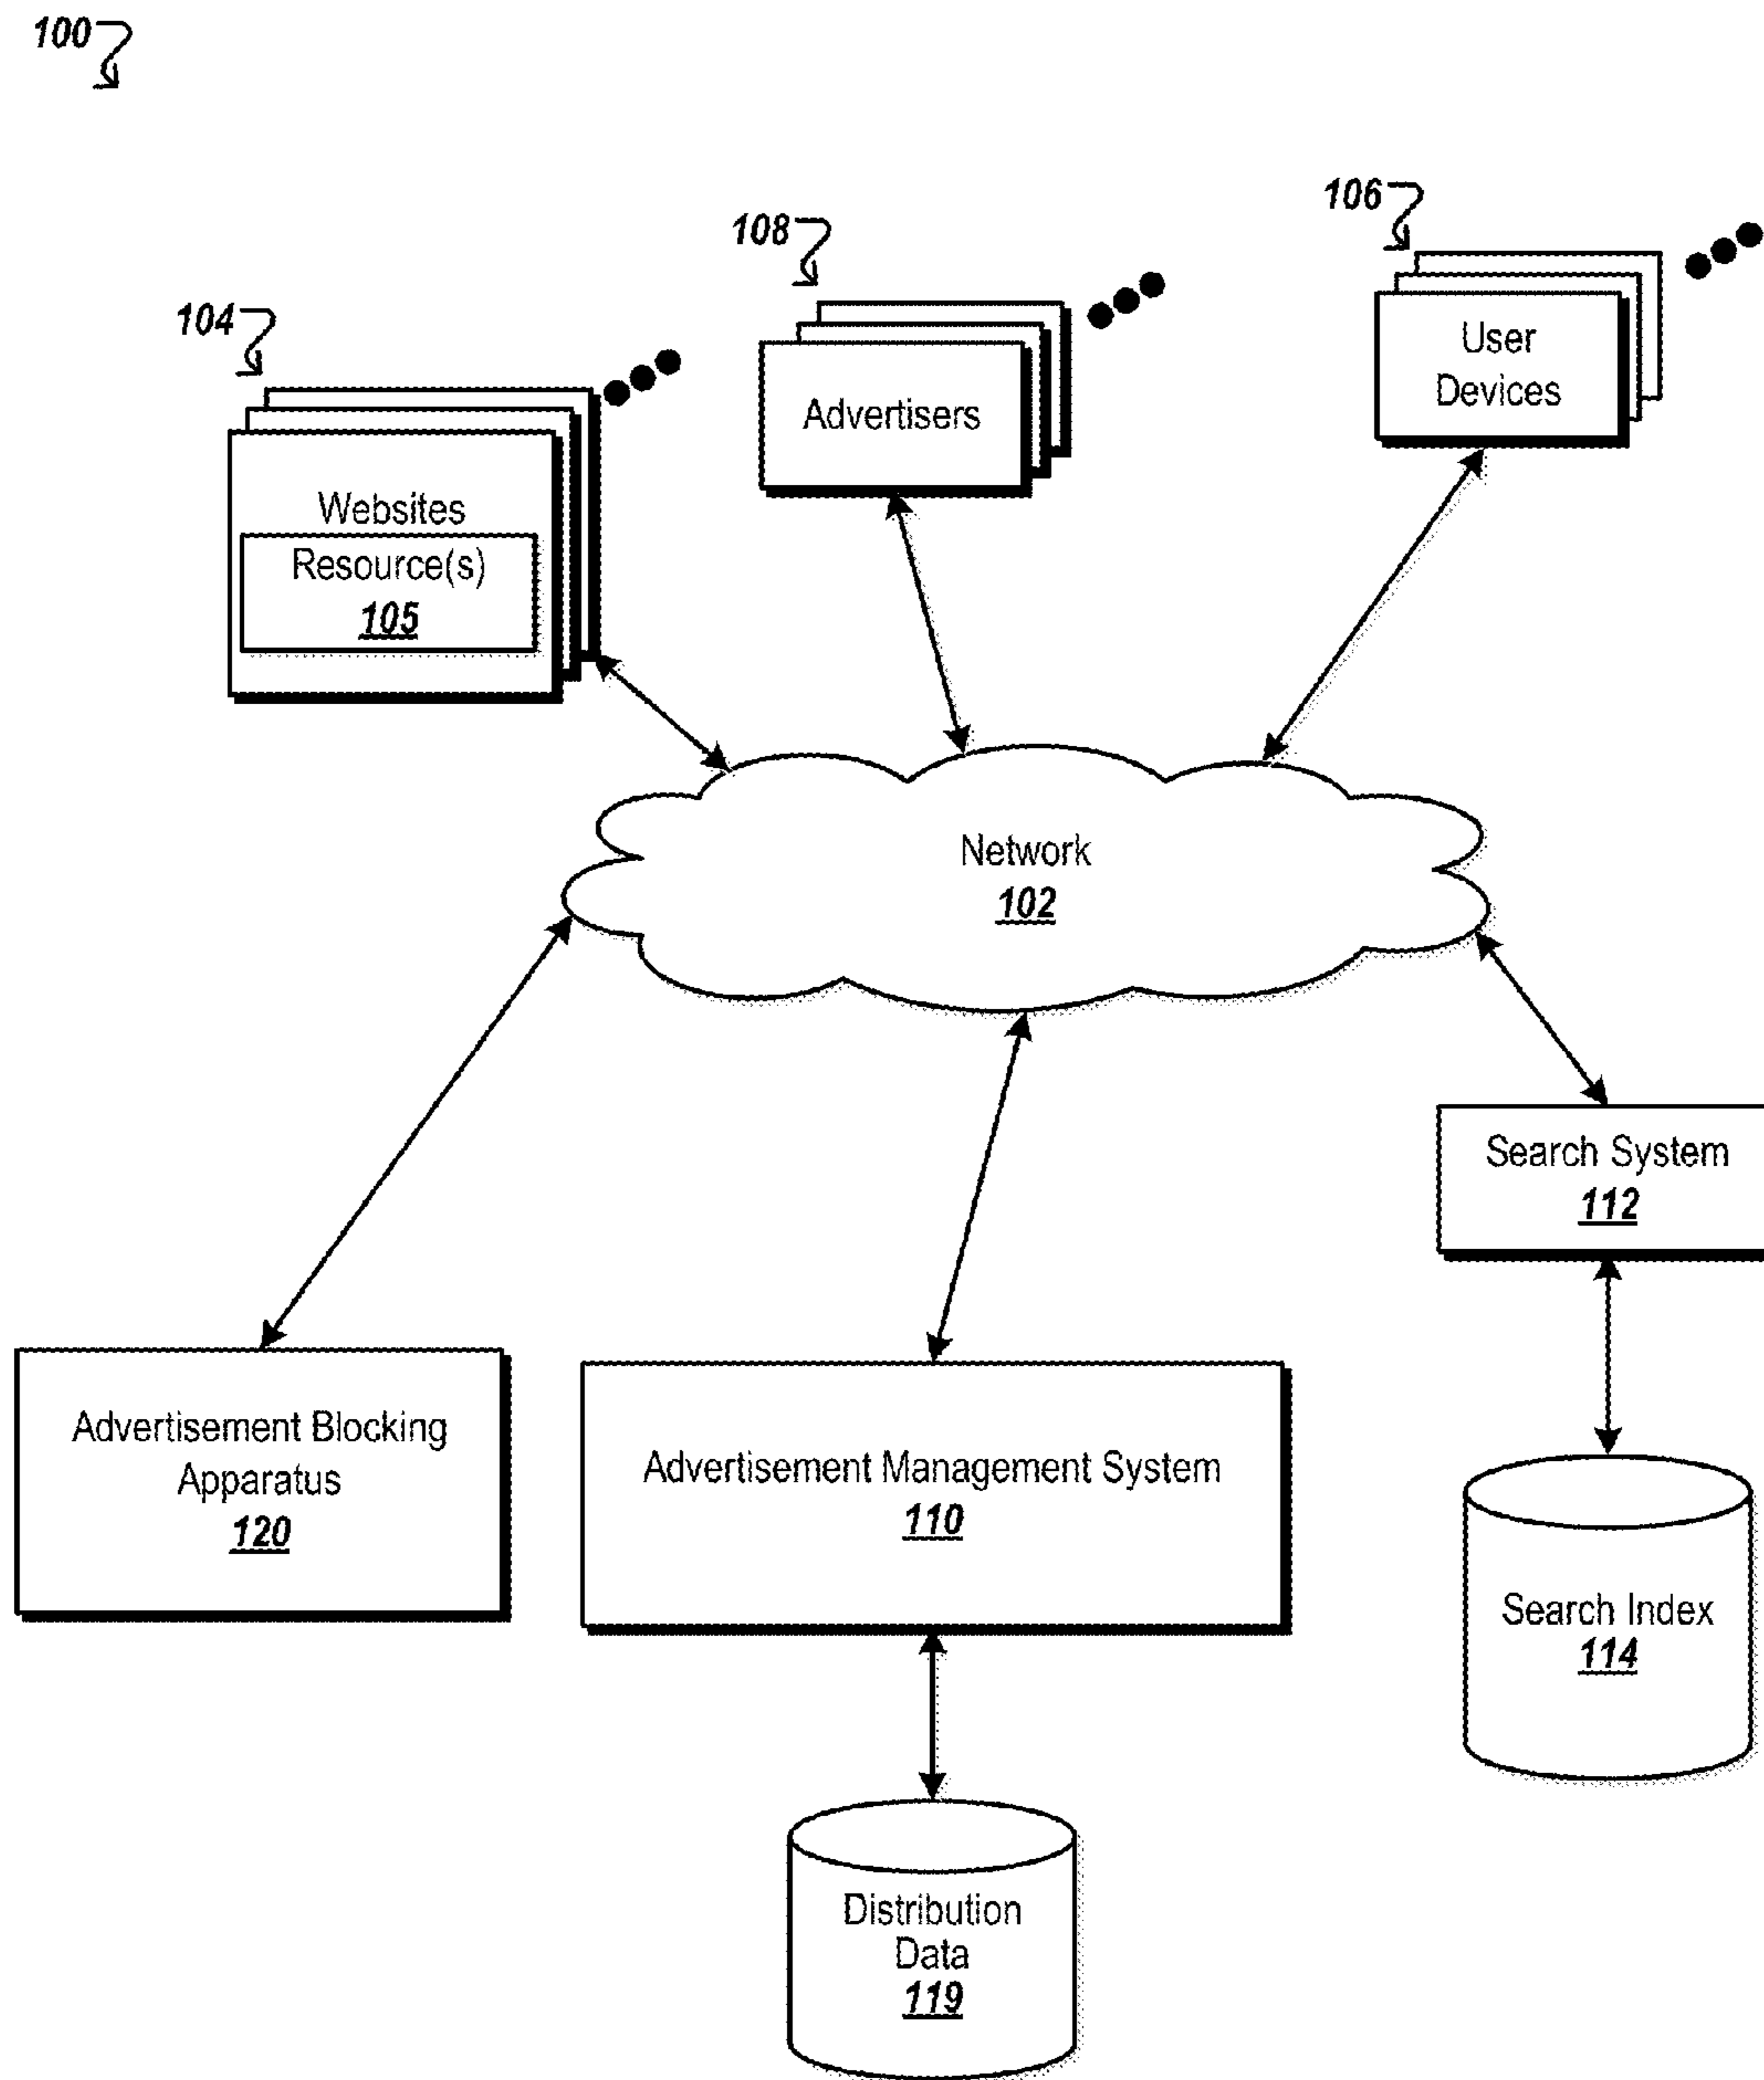 100
106
108
104
User
Devices
Advertisers
Websites
Resource(s)
105
Network
102
Search System
112
Advertisement Blocking
Apparatus
120
Advertisement Management System
110
Search Index
114
Distribution
Data
119